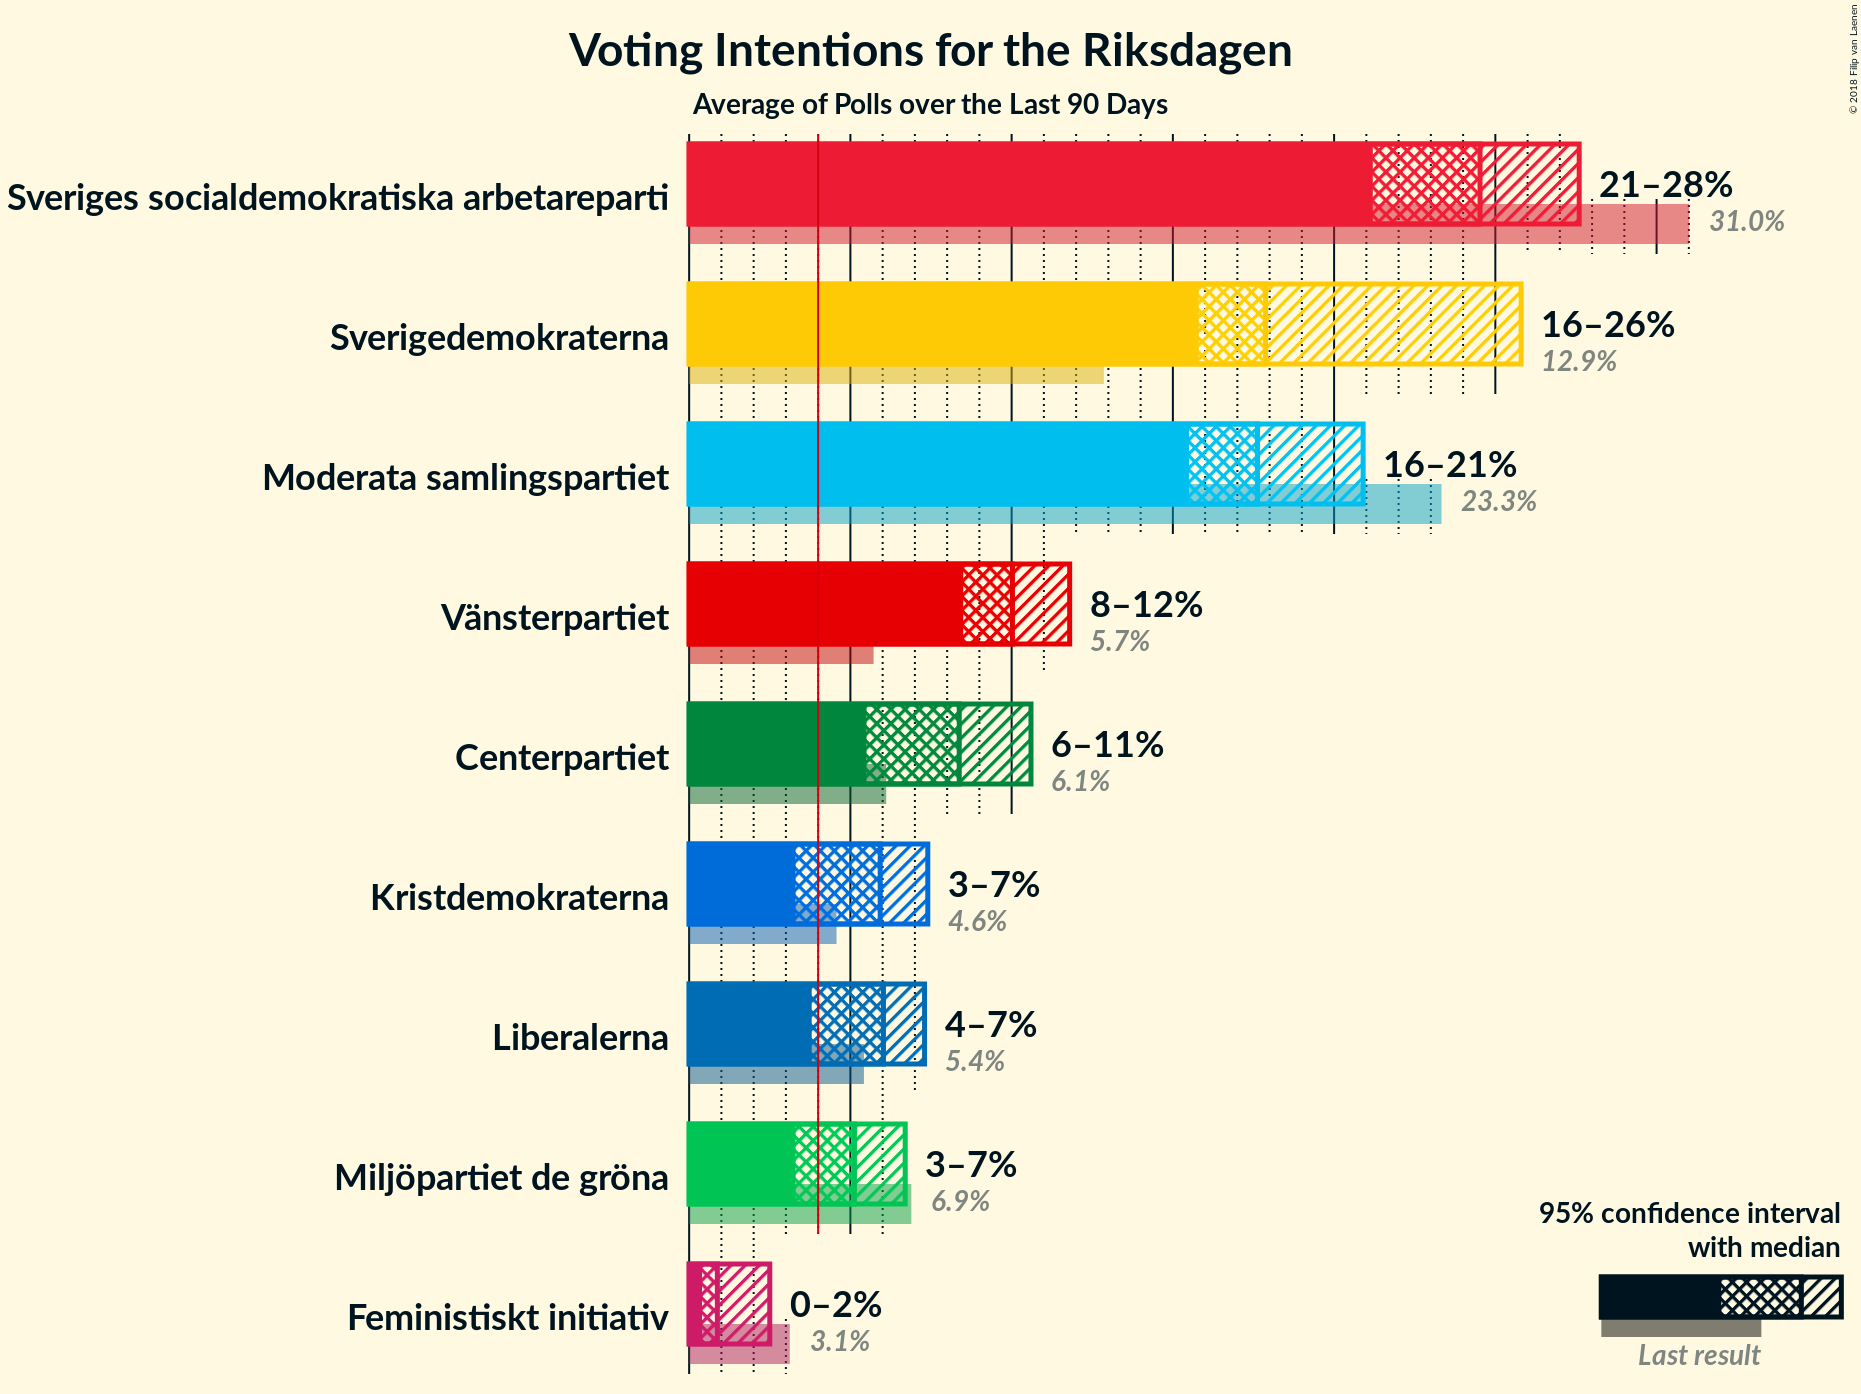 Voting Intentions for the Riksdagen
Average of Polls over the Last 90 Days
© 2018 Filip van Laenen
Sveriges socialdemokratiska arbetareparti
21–28%
31.0%
Sverigedemokraterna
16–26%
12.9%
Moderata samlingspartiet
16–21%
23.3%
Vänsterpartiet
8–12%
5.7%
Centerpartiet
6–11%
6.1%
Kristdemokraterna
3–7%
4.6%
Liberalerna
4–7%
5.4%
Miljöpartiet de gröna
3–7%
6.9%
Feministiskt initiativ
0–2%
3.1%
95% confidence interval
with median
Last result